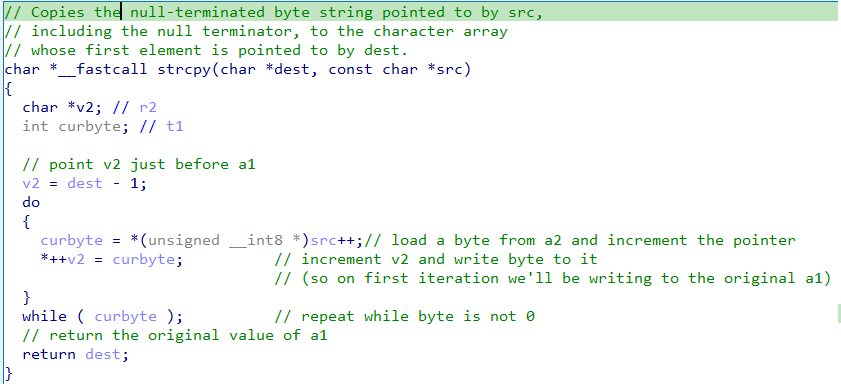 // Copies the null-terminated byte string pointed to by src,
// including the null terminator, to the character array
// whose first element is pointed to by dest.
char *__fastcall strcpy(char *dest, const char *src)
{
  char *v2; // r2
  int curbyte; // t1

  // point v2 just before a1
  v2 = dest - 1;
  do
  {
    curbyte = *(unsigned __int8 *)src++;// load a byte from a2 and increment the pointer
    *++v2 = curbyte;          // increment v2 and write byte to it
                              // (so on first iteration we'll be writing to the original a1)
  }
  while ( curbyte );          // repeat while byte is not 0
  // return the original value of a1
  return dest;
}